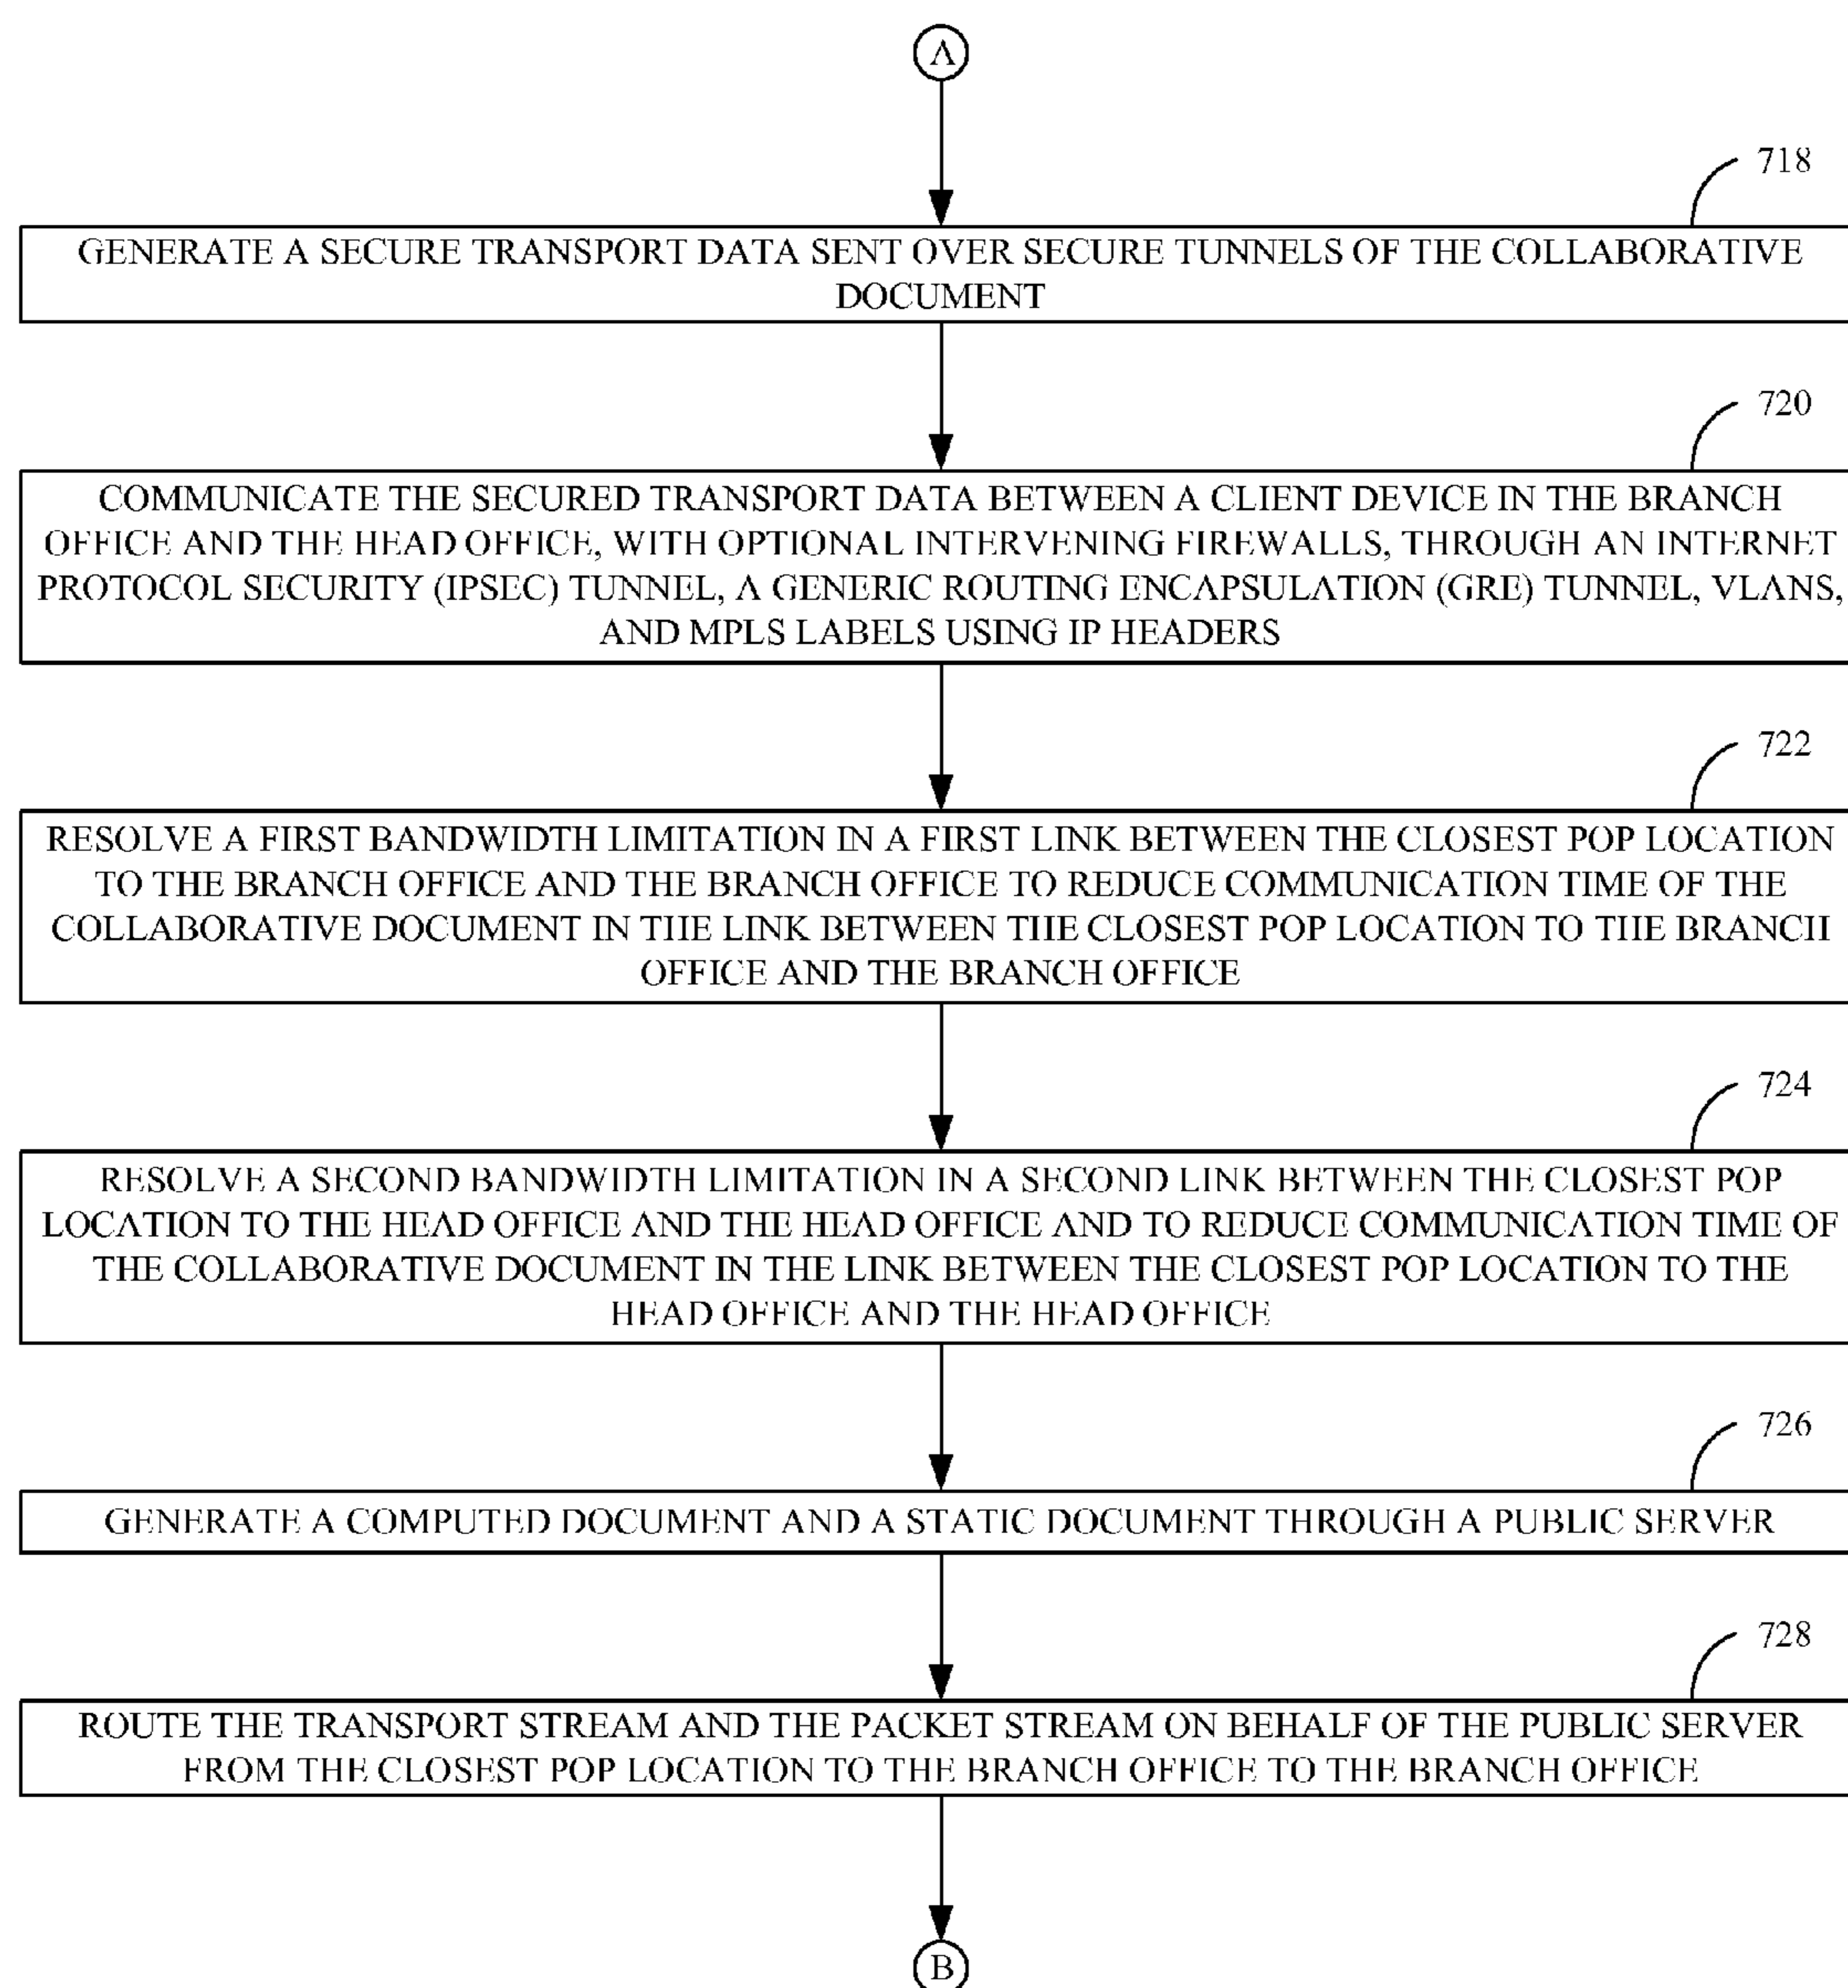 A
718
GENERATE A SECURE TRANSPORT DATA SENT OVER SECURE TUNNELS OF THE COLLABORATIVE
DOCUMENT
720
COMMUNICATE THE SECURED TRANSPORT DATA BETWEEN A CLIENT DEVICE IN THE BRANCH
OFFICE AND THE HEAD OFFICE, WITH OPTIONAL INTERVENING FIREWALLS, THROUGH AN INTERNET
PROTOCOL SECURITY (IPSEC) TUNNEL, A GENERIC ROUTING ENCAPSULATION (GRE) TUNNEL, VLANS,
AND MPLS LABELS USING IP HEADERS
722
RESOLVE A FIRST BANDWIDTH LIMITATION IN A FIRST LINK BETWEEN THE CLOSEST POP LOCATION
TO THE BRANCH OFFICE AND THE BRANCH OFFICE TO REDUCE COMMUNICATION TIME OF THE
COLLABORATIVE DOCUMENT IN THE LINK BETWEEN THE CLOSEST POP LOCATION TO THE BRANCH
OFFICE AND THE BRANCH OFFICE
724
RESOLVE A SECOND BANDWIDTH LIMITATION IN A SECOND LINK BETWEEN THE CLOSEST POP
LOCATION TO THE HEAD OFFICE AND THE HEAD OFFICE AND TO REDUCE COMMUNICATION TIME OF
THE COLLABORATIVE DOCUMENT IN THE LINK BETWEEN THE CLOSEST POP LOCATION TO THE
HEAD OFFICE AND THE HEAD OFFICE
726
GENERATE A COMPUTED DOCUMENT AND A STATIC DOCUMENT THROUGH A PUBLIC SERVER
728
ROUTE THE TRANSPORT STREAM AND THE PACKET STREAM ON BEHALF OF THE PUBLIC SERVER
FROM THE CLOSEST POP LOCATION TO THE BRANCH OFFICE TO THE BRANCH OFFICE
B